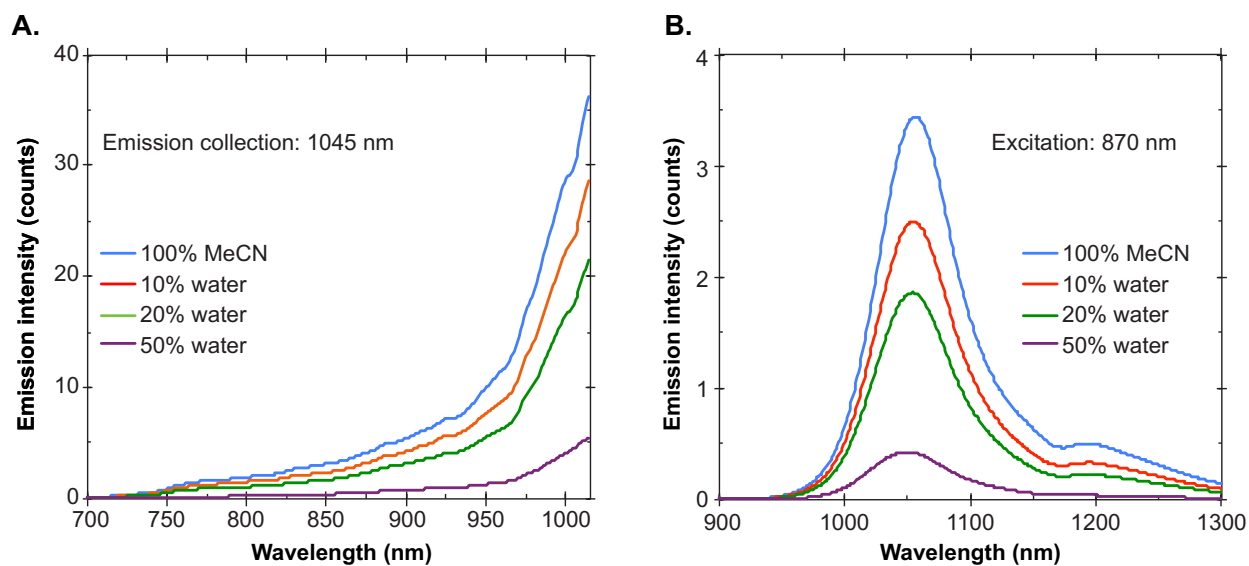 A.
Emission intensity (counts)
40
30
20
10
0
Emission collection: 1045 nm
100% MeCN
10% water
20% water
50% water
700 750 800 850 900 950 1000
Wavelength (nm)
B.
Emission intensity (counts)
4
3
2
1
0
Excitation: 870 nm
100% MeCN
10% water
20% water
50% water
900 1000 1100 1200 1300
Wavelength (nm)